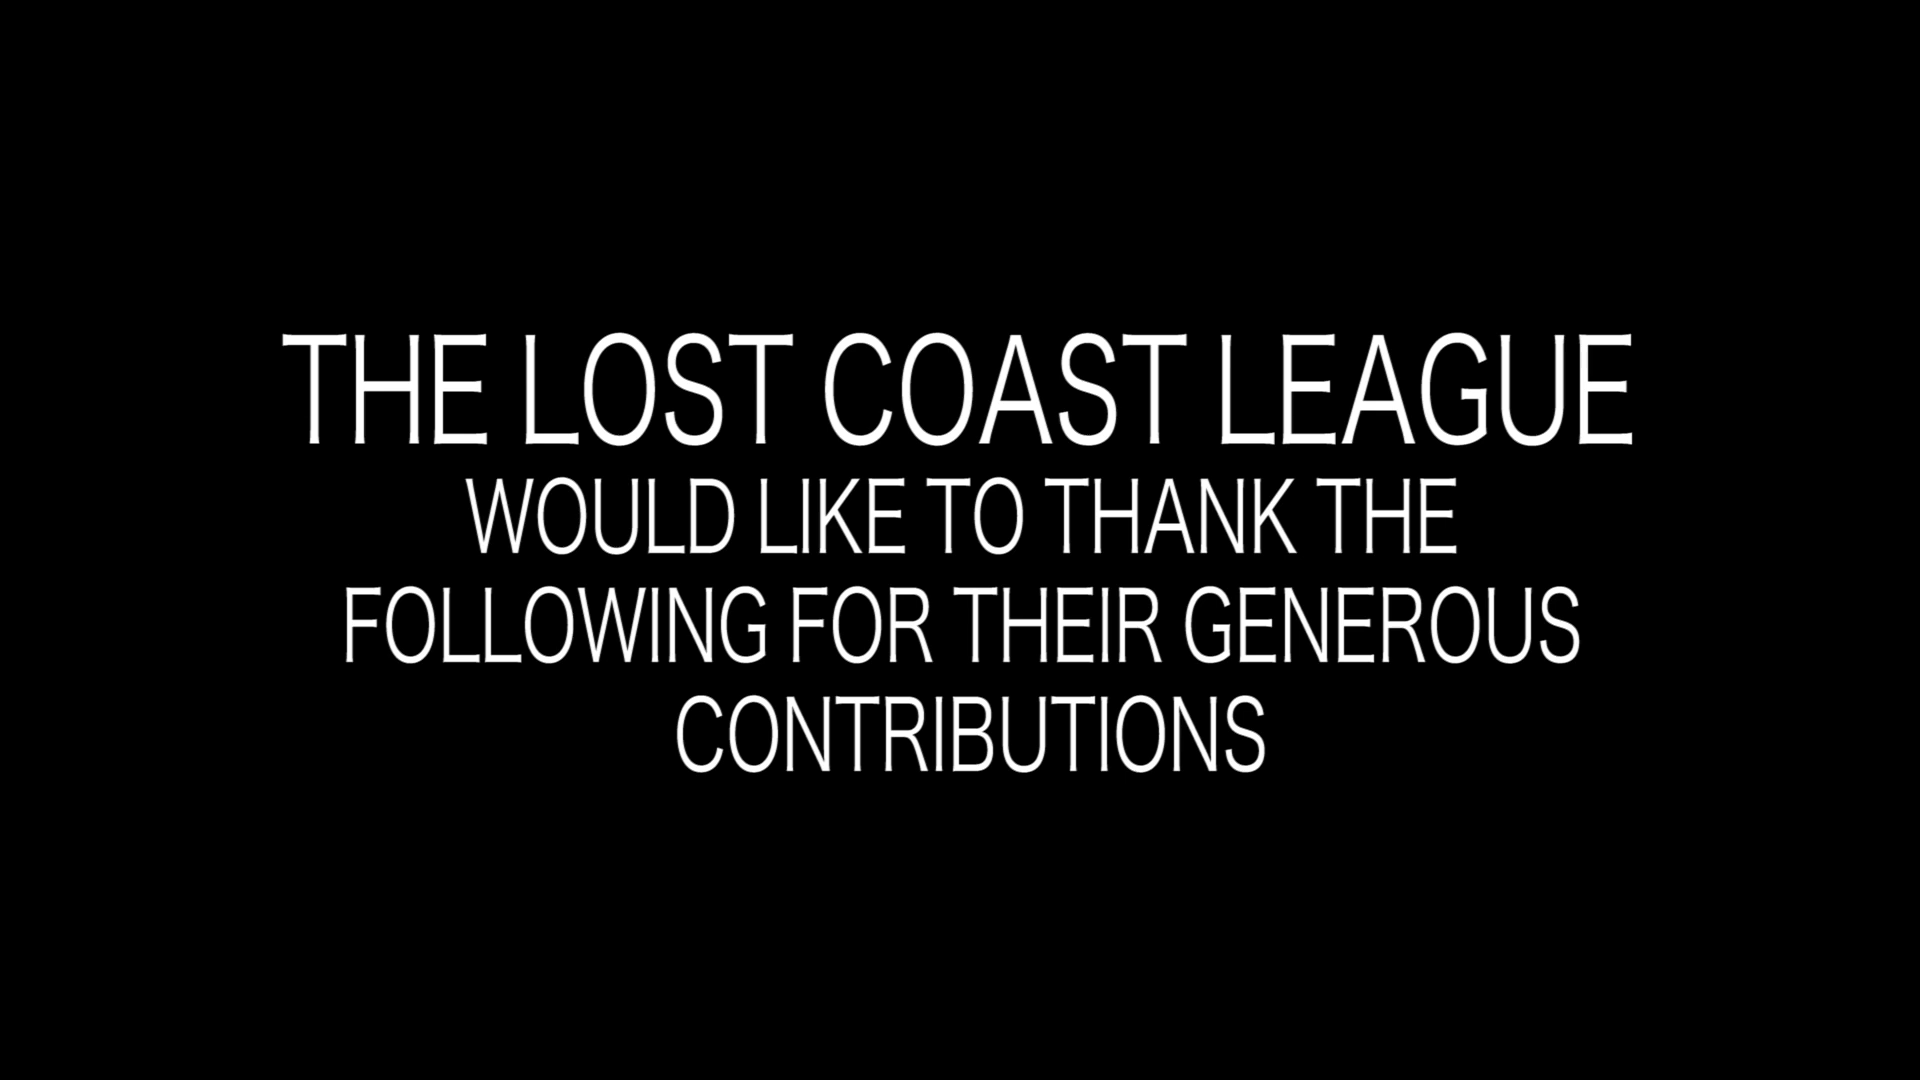 THE LOST COAST LEAGUE
WOULD LIKE TO THANK THE
FOLLOWING FOR THEIR GENEROUS
CONTRIBUTIONS